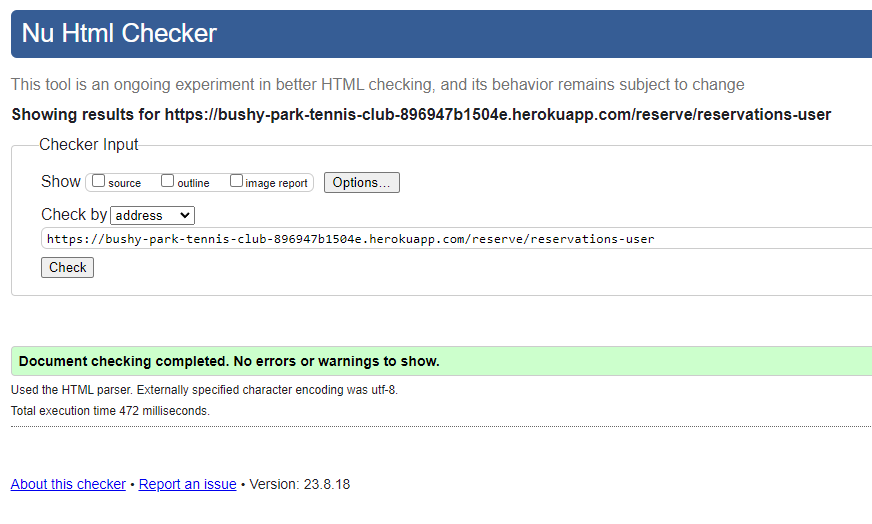 Nu Html Checker
This tool is an ongoing experiment in better HTML checking, and its behavior remains subject to change
Showing results for https://bushy-park-tennis-club-896947b1504e.herokuapp.com/reserve/reservations-user
Checker Input
Show source outline image report Options...
Check by address
https://bushy-park-tennis-club-896947b1504e.herokuapp.com/reserve/reservations-user
Check
Document checking completed. No errors or warnings to show.
Used the HTML parser. Externally specified character encoding was utf-8.
Total execution time 472 milliseconds.
About this checker • Report an issue • Version: 23.8.18